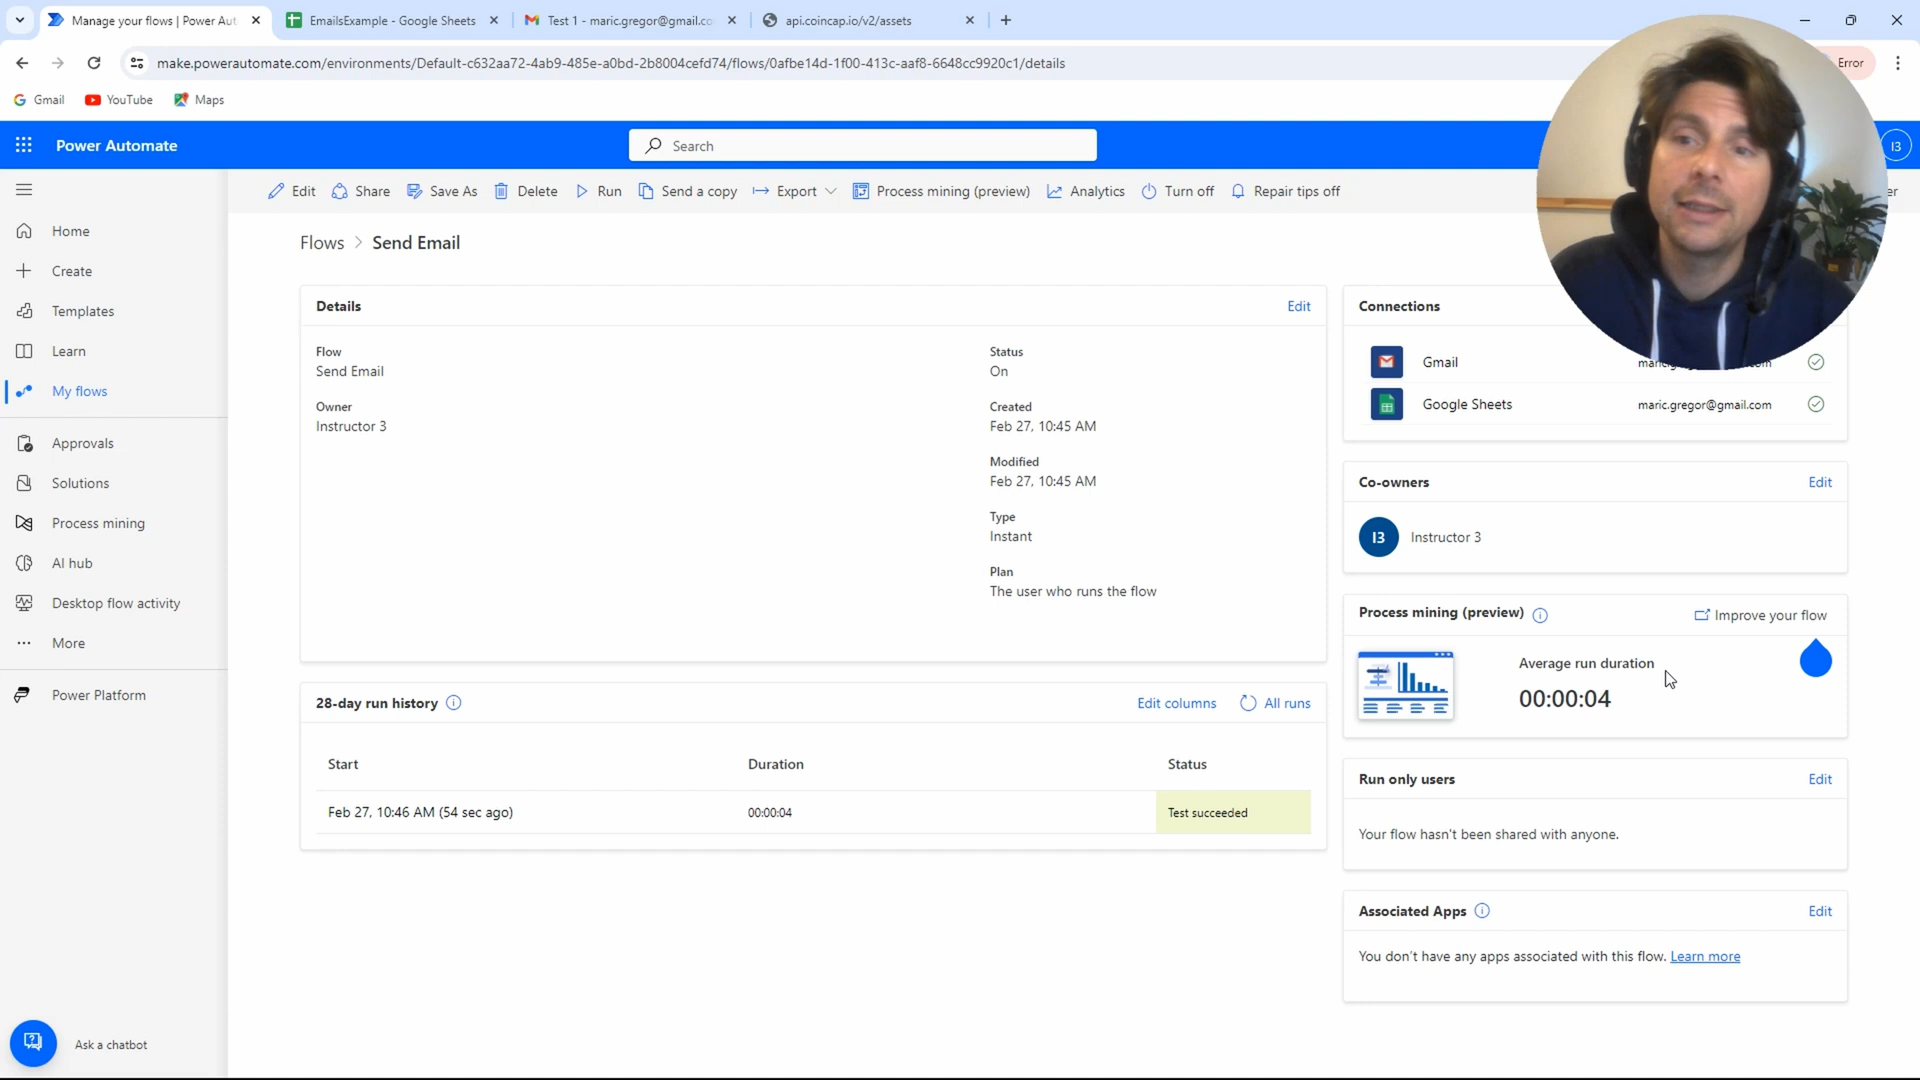 Manage your flows | Power Aut
EmailsExample - Google Sheets
Test 1 - maric.gregor@gmail.co
api.coincap.io/v2/assets
make.powerautomate.com/environments/Default-c632aa72-4ab9-485e-a0bd-2b8004cefd74/flows/0afbe14d-1f00-413c-aaf8-6648cc9920c1/details
Error
Gmail
YouTube
Maps
Power Automate
Search
I3
Edit
Share
Save As
Delete
Run
Send a copy
Export
Process mining (preview)
Analytics
Turn off
Repair tips off
Home
Create
Templates
Learn
My flows
Approvals
Solutions
Process mining
AI hub
Desktop flow activity
More
Power Platform
Ask a chatbot
Flows > Send Email
Details
Edit
Flow
Send Email
Owner
Instructor 3
Status
On
Created
Feb 27, 10:45 AM
Modified
Feb 27, 10:45 AM
Type
Instant
Plan
The user who runs the flow
28-day run history
Edit columns
All runs
Start
Duration
Status
Feb 27, 10:46 AM (54 sec ago)
00:00:04
Test succeeded
Connections
Gmail
Google Sheets
maric.gregor@gmail.com
Co-owners
Edit
I3
Instructor 3
Process mining (preview)
Improve your flow
Average run duration
00:00:04
Run only users
Edit
Your flow hasn't been shared with anyone.
Associated Apps
Edit
You don't have any apps associated with this flow. Learn more